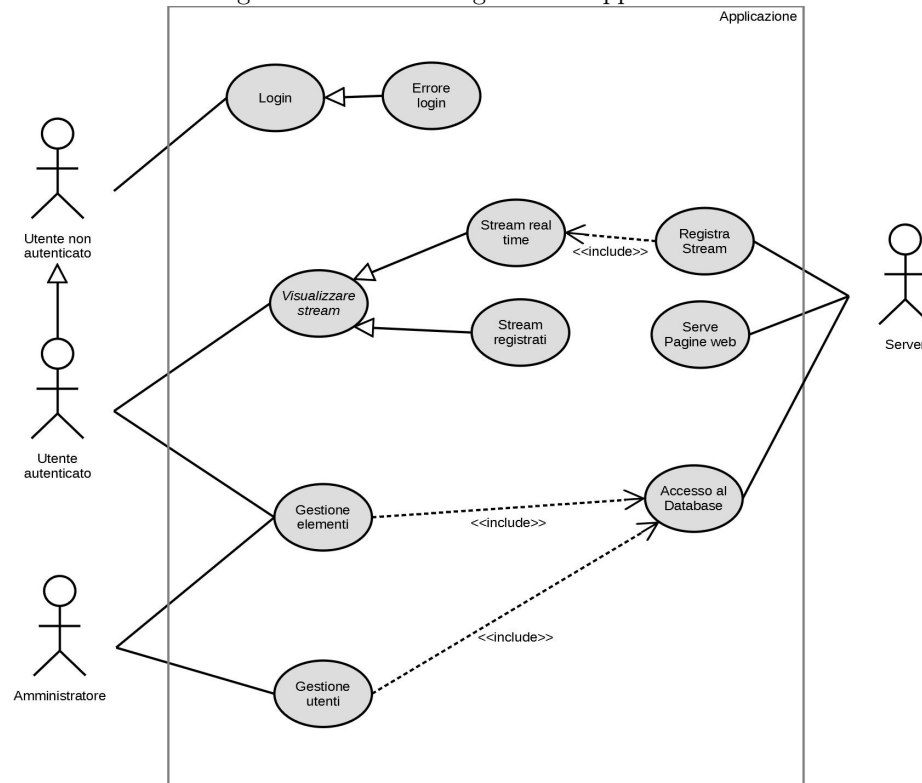 Applicazione
Login
Errore
login
Utente non
autenticato
Stream real
time
<<include>>
Registra
Stream
Visualizzare
stream
Stream
registrati
Serve
Pagine web
Server
Utente
autenticato
Gestione
elementi
<<include>>
Accesso al
Database
<<include>>
Gestione
utenti
Amministratore